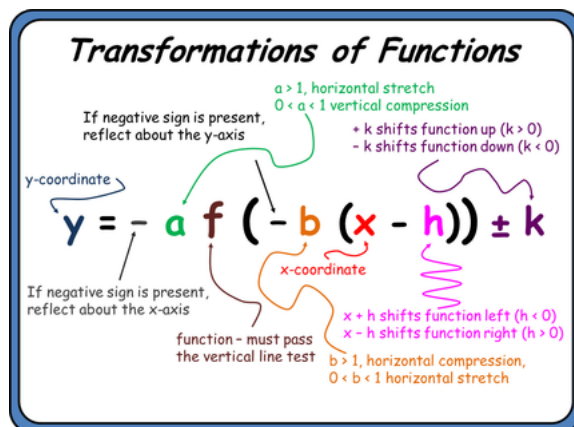 Transformations of Functions
a > 1, horizontal stretch
0 < a < 1 vertical compression
If negative sign is present,
reflect about the y-axis
+ k shifts function up (k > 0)
– k shifts function down (k < 0)
y-coordinate
y = - a f (- b (x - h)) ± k
x-coordinate
If negative sign is present,
reflect about the x-axis
function – must pass
the vertical line test
x + h shifts function left (h < 0)
x – h shifts function right (h > 0)
b > 1, horizontal compression,
0 < b < 1 horizontal stretch